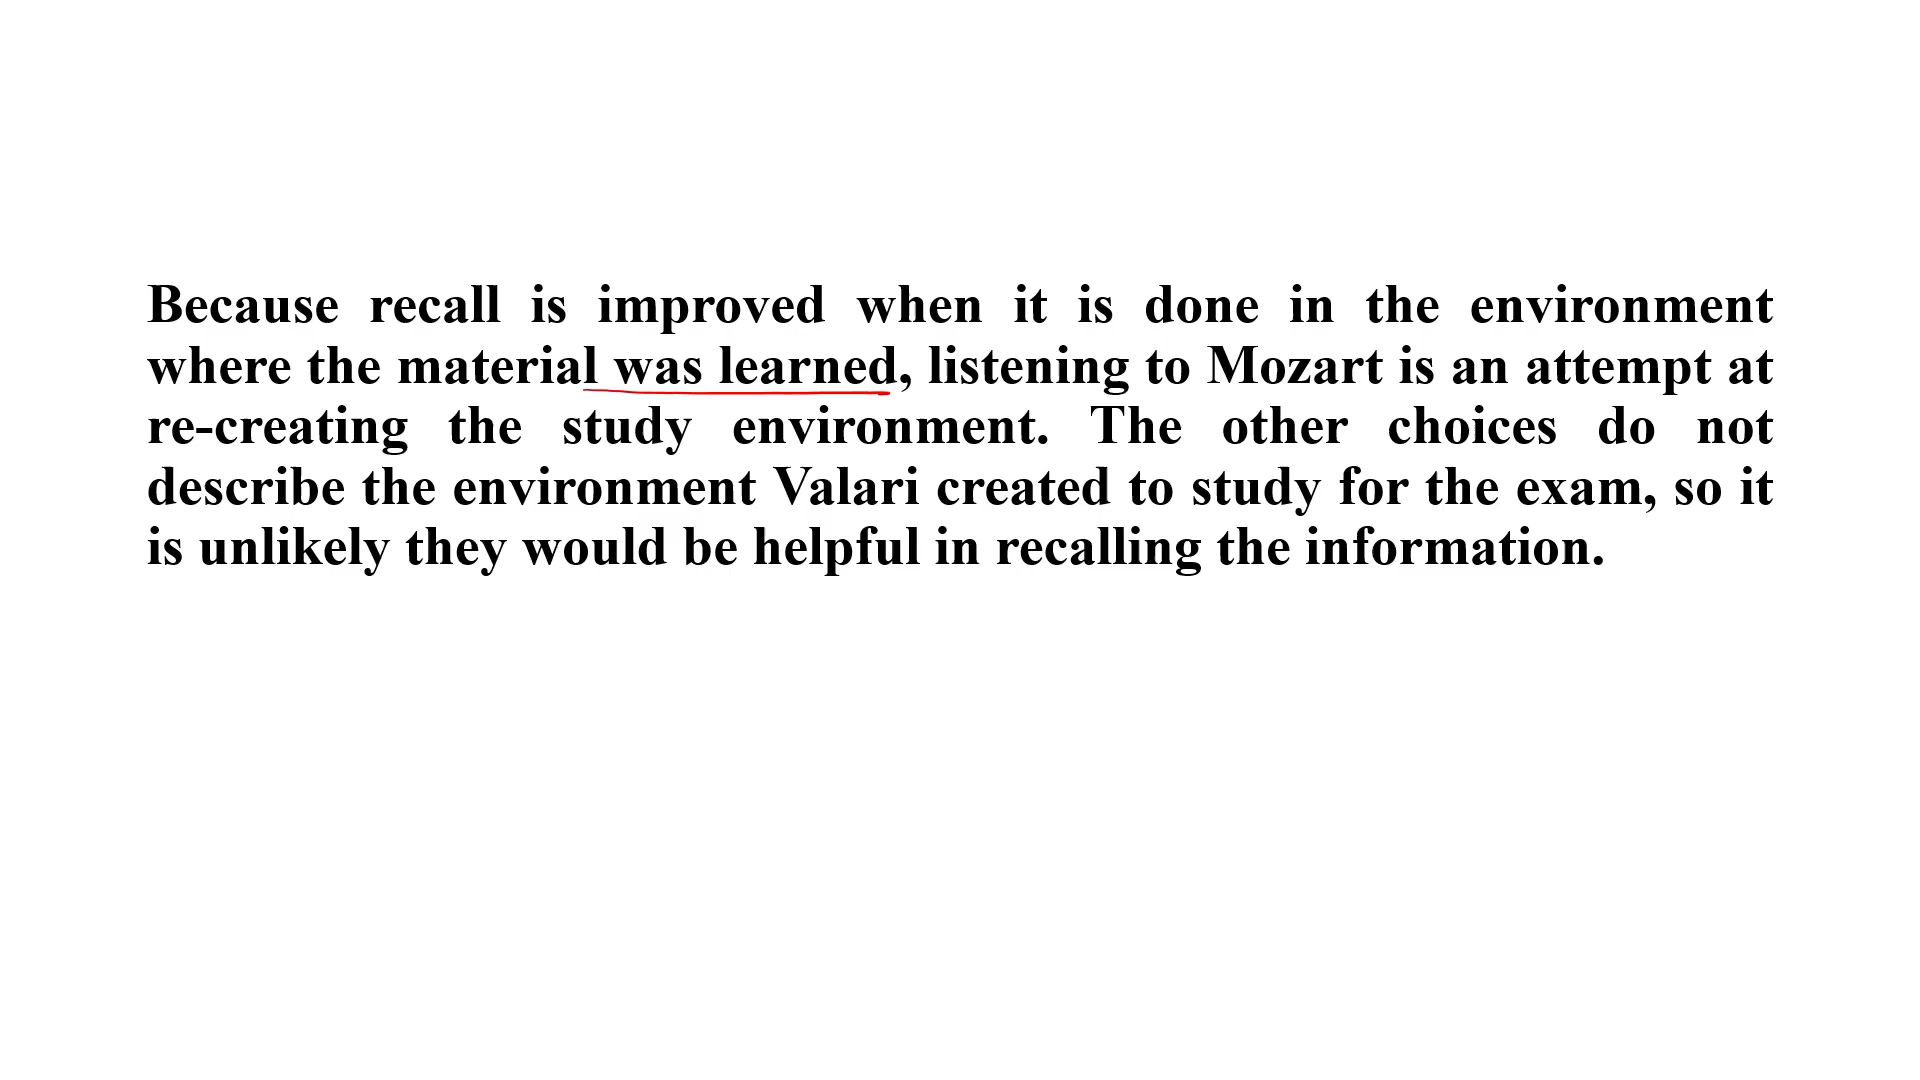 Because recall is improved when it is done in the environment
where the material was learned, listening to Mozart is an attempt at
re-creating the study environment. The other choices do not
describe the environment Valari created to study for the exam, so it
is unlikely they would be helpful in recalling the information.